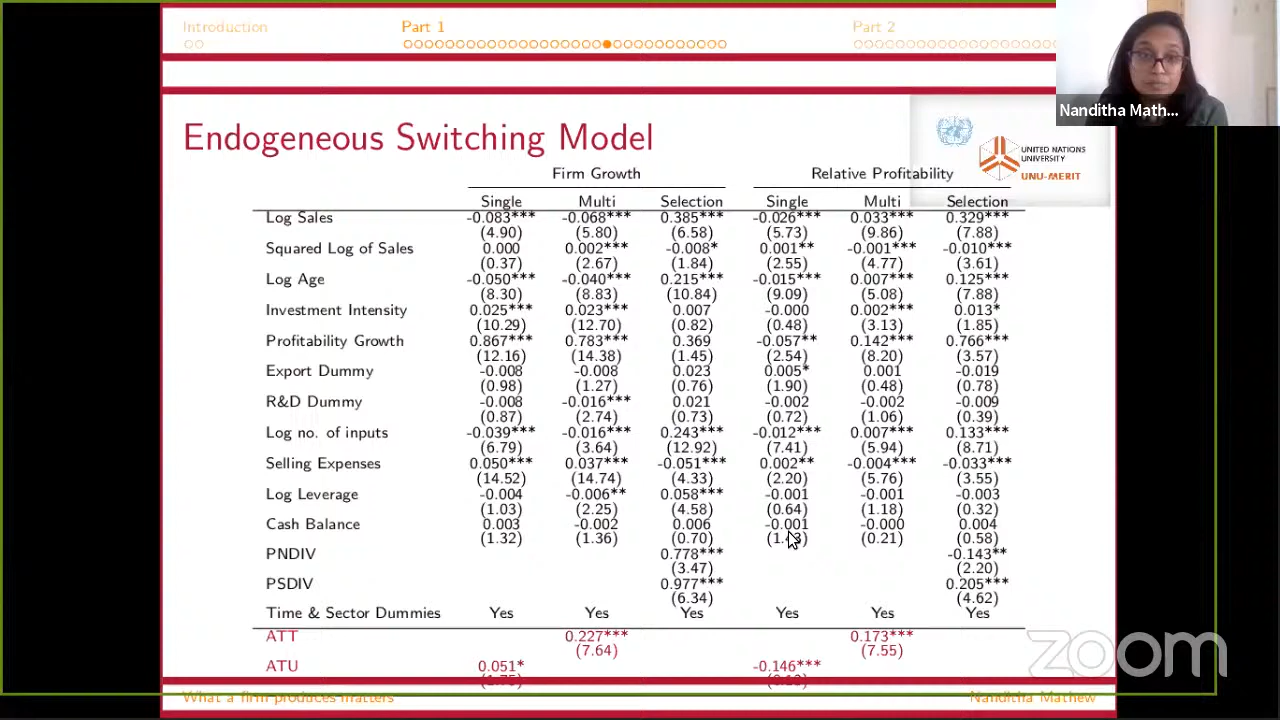 Introduction Part 1 Part 2
Nanditha Math...
Endogeneous Switching Model
UNITED NATIONS
UNIVERSITY
UNU-MERIT
Firm Growth Relative Profitability
Single Multi Selection Single Multi Selection
Log Sales -0.083*** -0.068*** 0.385*** -0.026*** 0.033*** 0.329***
(4.90) (5.80) (6.58) (5.73) (9.86) (7.88)
Squared Log of Sales 0.000 0.002*** -0.008* 0.001** -0.001*** -0.010***
(0.37) (2.67) (1.84) (2.55) (4.77) (3.61)
Log Age -0.050*** -0.040*** 0.215*** -0.015*** 0.007*** 0.125***
(8.30) (8.83) (10.84) (9.09) (5.08) (7.88)
Investment Intensity 0.025*** 0.023*** 0.007 -0.000 0.002*** 0.013*
(10.29) (12.70) (0.82) (0.48) (3.13) (1.85)
Profitability Growth 0.867*** 0.783*** 0.369 -0.057** 0.142*** 0.766***
(12.16) (14.38) (1.45) (2.54) (8.20) (3.57)
Export Dummy -0.008 -0.008 0.023 0.005* 0.001 -0.019
(0.98) (1.27) (0.76) (1.90) (0.48) (0.78)
R&D Dummy -0.008 -0.016*** 0.021 -0.002 -0.002 -0.009
(0.87) (2.74) (0.73) (0.72) (1.06) (0.39)
Log no. of inputs -0.039*** -0.016*** 0.243*** -0.012*** 0.007*** 0.133***
(6.79) (3.64) (12.92) (7.41) (5.94) (8.71)
Selling Expenses 0.050*** 0.037*** -0.051*** 0.002** -0.004*** -0.033***
(14.52) (14.74) (4.33) (2.20) (5.76) (3.55)
Log Leverage -0.004 -0.006** 0.058*** -0.001 -0.001 -0.003
(1.03) (2.25) (4.58) (0.64) (1.18) (0.32)
Cash Balance 0.003 -0.002 0.006 -0.001 -0.000 0.004
(1.32) (1.36) (0.70) (0.21) (0.58)
PNDIV 0.778*** -0.143**
(3.47) (2.20)
PSDIV 0.977*** 0.205***
(6.34) (4.62)
Time & Sector Dummies Yes Yes Yes Yes Yes Yes
ATT 0.227*** 0.173***
(7.64) (7.55)
ATU 0.051* -0.146***
What a firm produces matters Nanditha Mathew
zoom